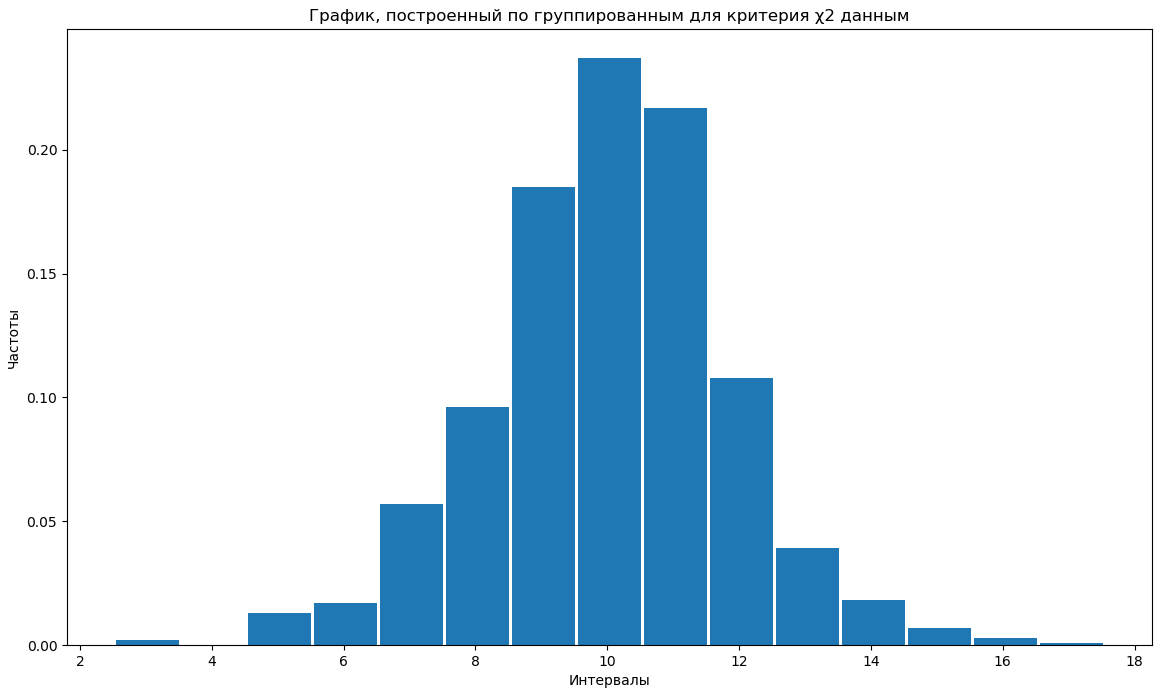 График, построенный по группированным для критерия χ2 данным
Частоты
0.20
0.15
0.10
0.05
0.00
2 4 6 8 10 12 14 16 18
Интервалы